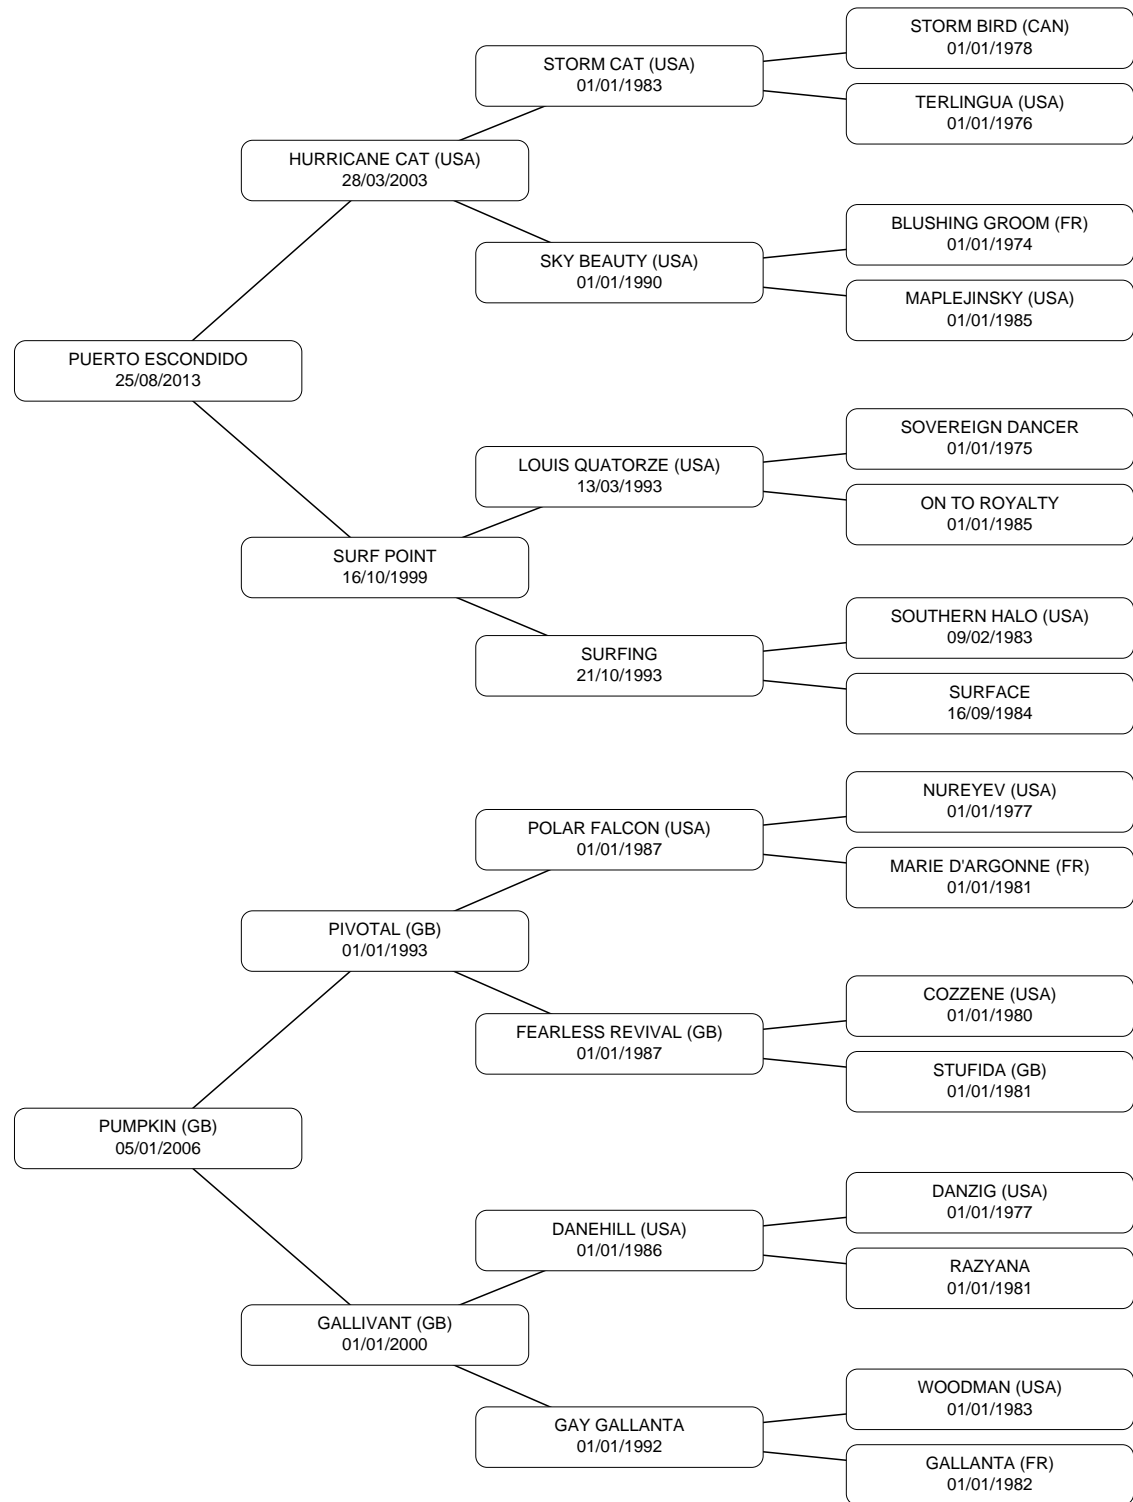 STORM BIRD (CAN)
01/01/1978
STORM CAT (USA)
01/01/1983
TERLINGUA (USA)
01/01/1976
HURRICANE CAT (USA)
28/03/2003
BLUSHING GROOM (FR)
01/01/1974
SKY BEAUTY (USA)
01/01/1990
MAPLEJINSKY (USA)
01/01/1985
PUERTO ESCONDIDO
25/08/2013
SOVEREIGN DANCER
01/01/1975
LOUIS QUATORZE (USA)
13/03/1993
ON TO ROYALTY
01/01/1985
SURF POINT
16/10/1999
SOUTHERN HALO (USA)
09/02/1983
SURFING
21/10/1993
SURFACE
16/09/1984
NUREYEV (USA)
01/01/1977
POLAR FALCON (USA)
01/01/1987
MARIE D'ARGONNE (FR)
01/01/1981
PIVOTAL (GB)
01/01/1993
COZZENE (USA)
01/01/1980
FEARLESS REVIVAL (GB)
01/01/1987
STUFIDA (GB)
01/01/1981
PUMPKIN (GB)
05/01/2006
DANZIG (USA)
01/01/1977
DANEHILL (USA)
01/01/1986
RAZYANA
01/01/1981
GALLIVANT (GB)
01/01/2000
WOODMAN (USA)
01/01/1983
GAY GALLANTA
01/01/1992
GALLANTA (FR)
01/01/1982